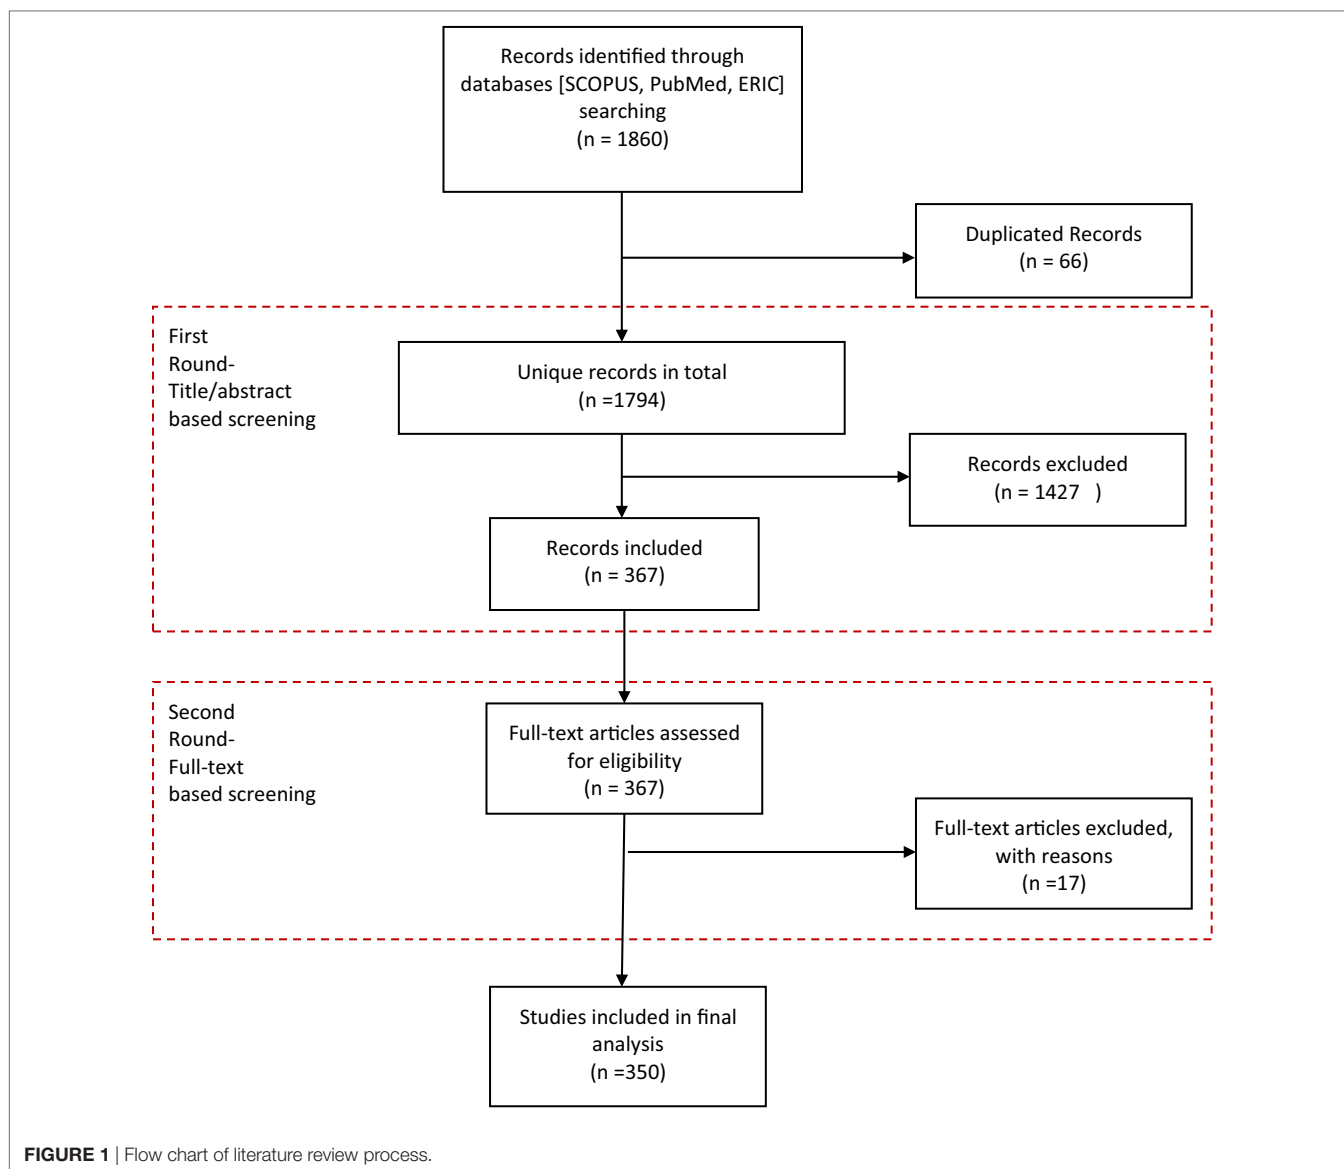 Records identified through
databases [SCOPUS, PubMed, ERIC]
searching
(n = 1860)
Duplicated Records
(n = 66)
First
Round-
Title/abstract
based screening
Unique records in total
(n =1794)
Records excluded
(n = 1427   )
Records included
(n = 367)
Second
Round-
Full-text
based screening
Full-text articles assessed
for eligibility
(n = 367)
Full-text articles excluded,
with reasons
(n =17)
Studies included in final
analysis
(n =350)
FIGURE 1 | Flow chart of literature review process.